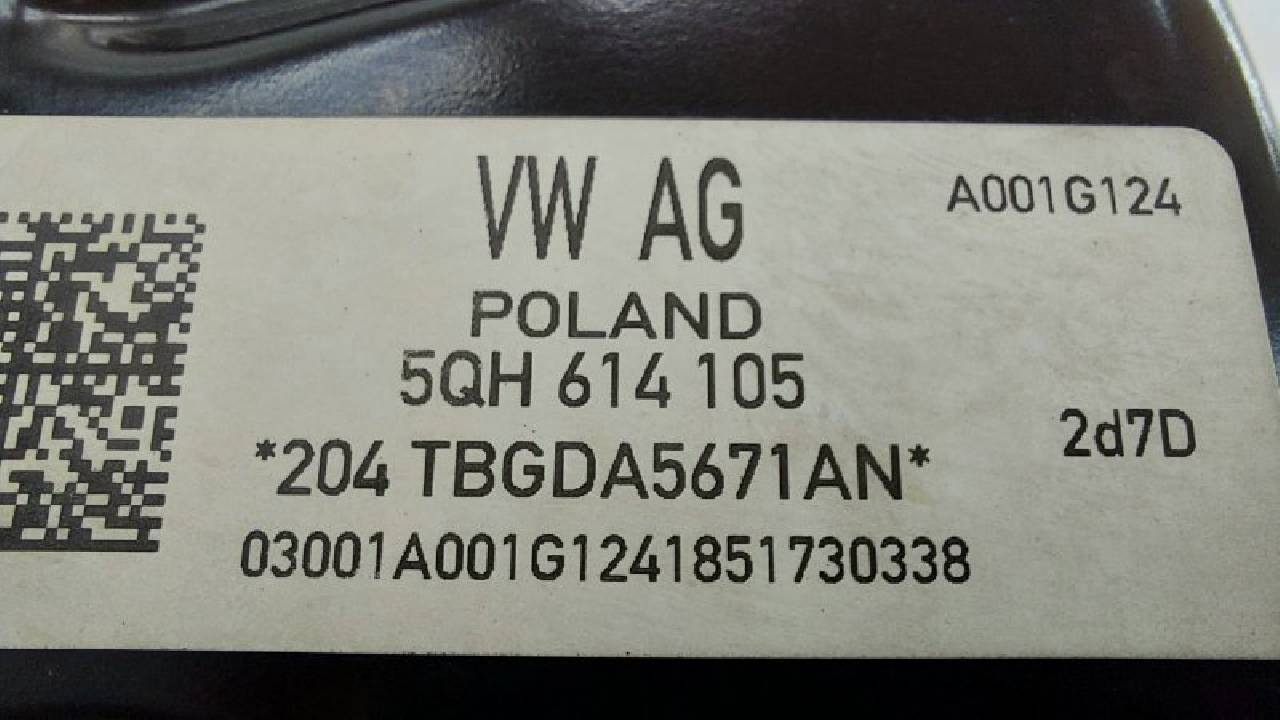 VW AG
A001G124
POLAND
5QH 614 105
2d7D
*204 TBGDA5671AN*
03001A001G1241851730338